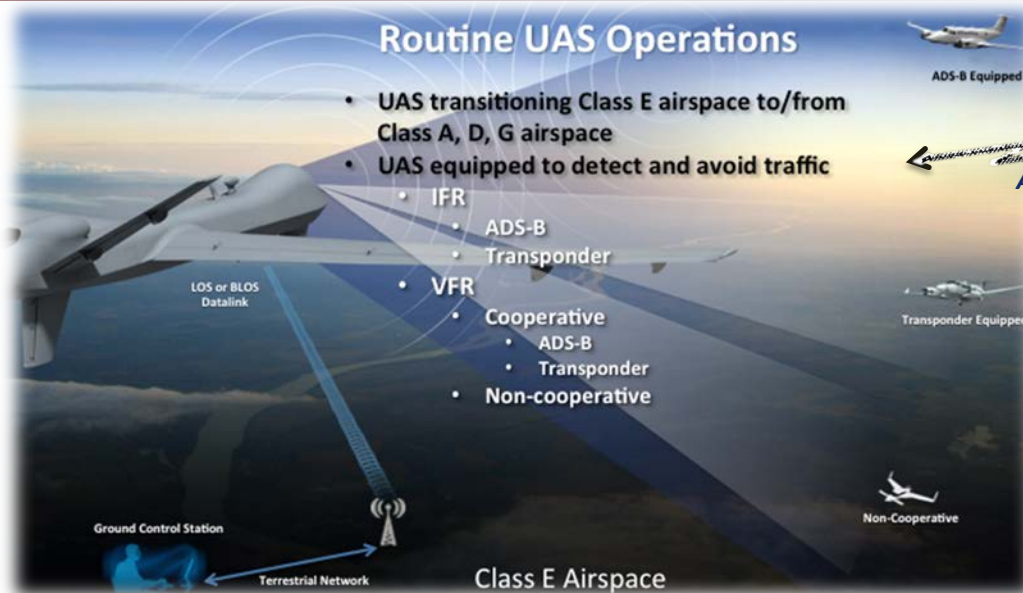 Routine UAS Operations
ADS-B Equipped
• UAS transitioning Class E airspace to/from
Class A, D, G airspace
• UAS equipped to detect and avoid traffic
• IFR
• ADS-B
• Transponder
• VFR
• Cooperative
• ADS-B
• Transponder
• Non-cooperative
LOS or BLOS
Datalink
Transponder Equipped
Non-Cooperative
Ground Control Station
Terrestrial Network
Class E Airspace